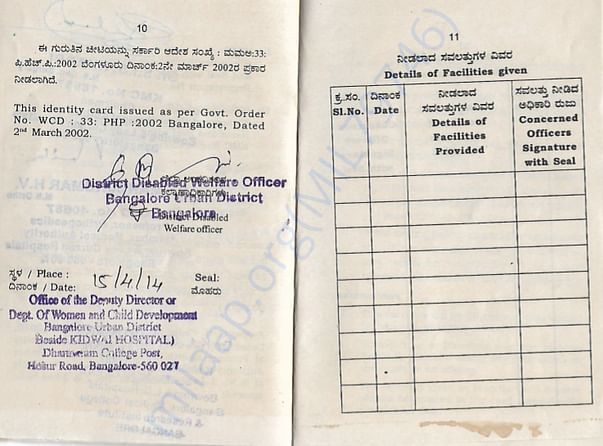 10
ಈ ಗುರುತಿನ ಚೀಟಿಯನ್ನು ಸರ್ಕಾರಿ ಆದೇಶ ಸಂಖ್ಯೆ : ಮಮಅ:33:
ಪಿ.ಹೆಚ್.ಪಿ.:2002 ಬೆಂಗಳೂರು ದಿನಾಂಕ:2ನೇ ಮಾರ್ಚ್ 2002ರ ಪ್ರಕಾರ
ನೀಡಲಾಗಿದೆ.
This identity card issued as per Govt. Order
No. WCD : 33: PHP :2002 Bangalore, Dated
2nd March 2002.
District Disabled Welfare Officer
Bangalore Urban District
Bangalore
District Disabled
Welfare officer
ಸ್ಥಳ / Place :
ದಿನಾಂಕ / Date: 15/4/14
Seal:
ಮೊಹರು
Office of the Deputy Director or
Dept. Of Women and Child Development
Bangalore Urban District
Beside KIDWAI HOSPITAL)
College Post,
Hosur Road, Bangalore-560 027
11
ನೀಡಲಾದ ಸವಲತ್ತುಗಳ ವಿವರ
Details of Facilities given
ಕ್ರ.ಸಂ.
Sl.No.
ದಿನಾಂಕ
Date
ನೀಡಲಾದ
ಸವಲತ್ತುಗಳ ವಿವರ
Details of
Facilities
Provided
ಸವಲತ್ತು ನೀಡಿದ
ಅಧಿಕಾರಿ ರುಜು
Concerned
Officers
Signature
with Seal
milaap.org